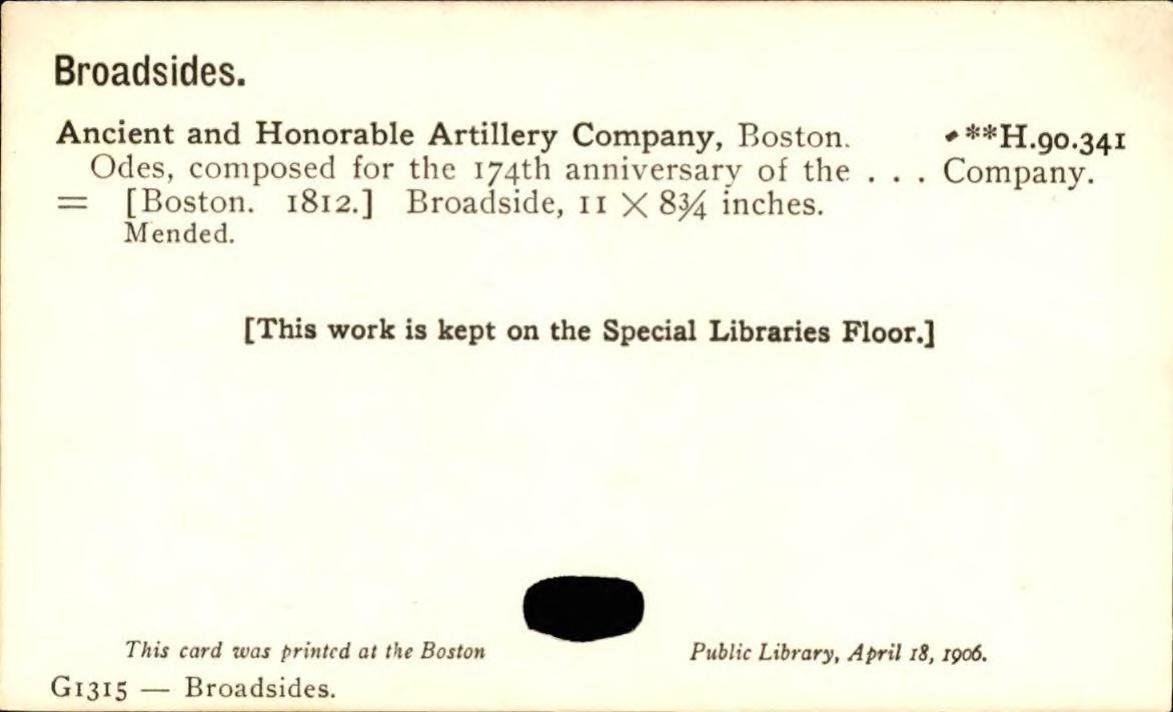 Broadsides.
Ancient and Honorable Artillery Company, Boston. **H.90.341
Odes, composed for the 174th anniversary of the . . . Company.
= [Boston. 1812.] Broadside, 11 X 8¾ inches.
Mended.
[This work is kept on the Special Libraries Floor.]
This card was printed at the Boston Public Library, April 18, 1906.
G1315 — Broadsides.